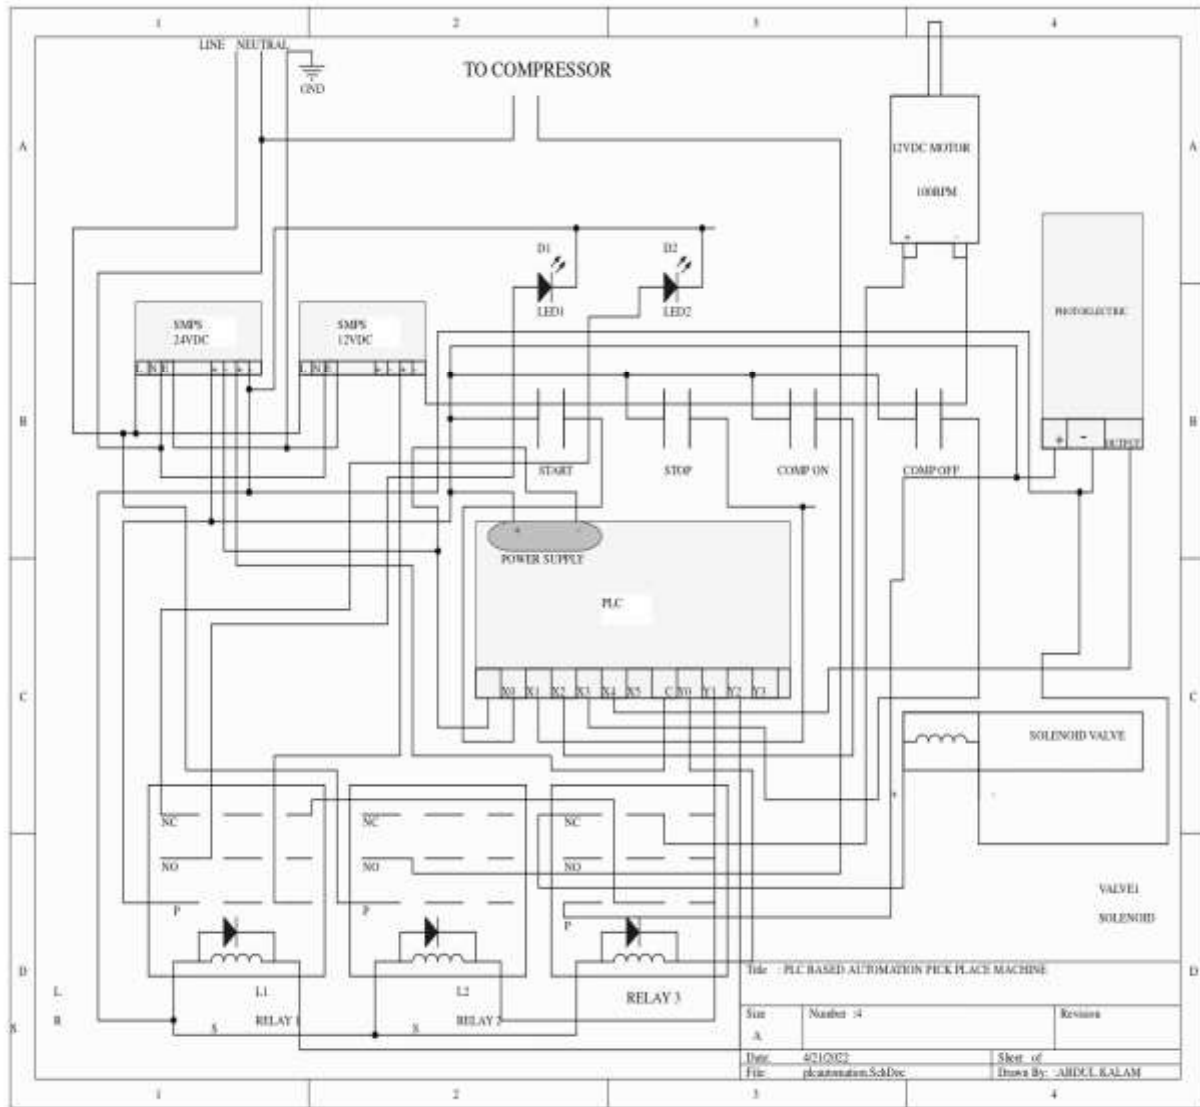 1 2 3 4
LINE NEUTRAL
GND
TO COMPRESSOR
A A
12VDC MOTOR
100RPM
+ -
D1 D2
LED1 LED2
SMPS
24VDC
SMPS
12VDC
PHOTOELECTRIC
L N E + - + -
L N E + - + -
B B
+ - OUTPUT
START STOP COMP ON COMP OFF
+ -
POWER SUPPLY
PLC
C C
X0 X1 X2 X3 X4 X5 C Y0 Y1 Y2 Y3
SOLENOID VALVE
+ -
NC NC NC
NO NO NO
P P P
VALVE1
SOLENOID
D D
L L1 L2 RELAY 3
R S RELAY 1 S RELAY 2
S
Title : PLC BASED AUTOMATION PICK PLACE MACHINE
Size Number :4 Revision
A
Date: 4/21/2022 Sheet of
File: plcautomation.SchDoc Drawn By: ABDUL KALAM
1 2 3 4